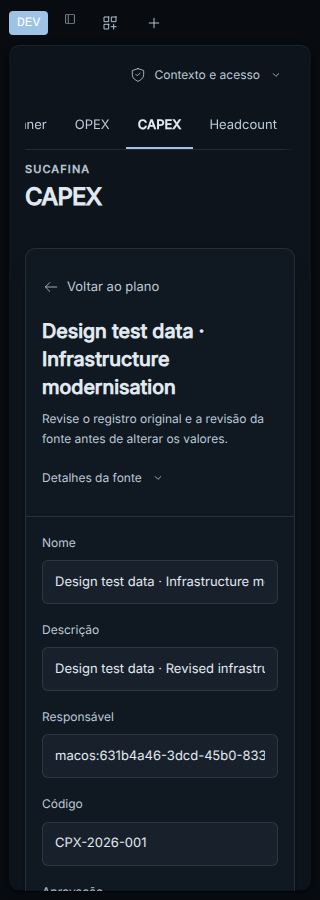 DEV
Contexto e acesso
OPEX
CAPEX
Headcount
SUCAFINA
CAPEX
Voltar ao plano
Design test data ·
Infrastructure
modernisation
Revise o registro original e a revisão da
fonte antes de alterar os valores.
Detalhes da fonte
Nome
Design test data · Infrastructure m
Descrição
Design test data · Revised infrastru
Responsável
macos:631b4a46-3dcd-45b0-833
Código
CPX-2026-001